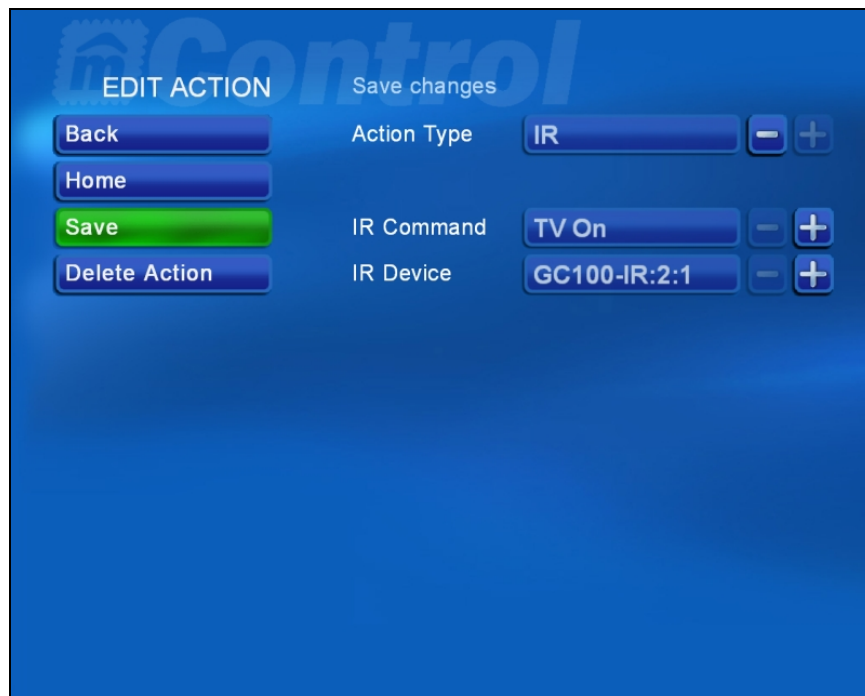 mControl
EDIT ACTION
Save changes
Back
Action Type
IR
Home
Save
IR Command
TV On
Delete Action
IR Device
GC100-IR:2:1